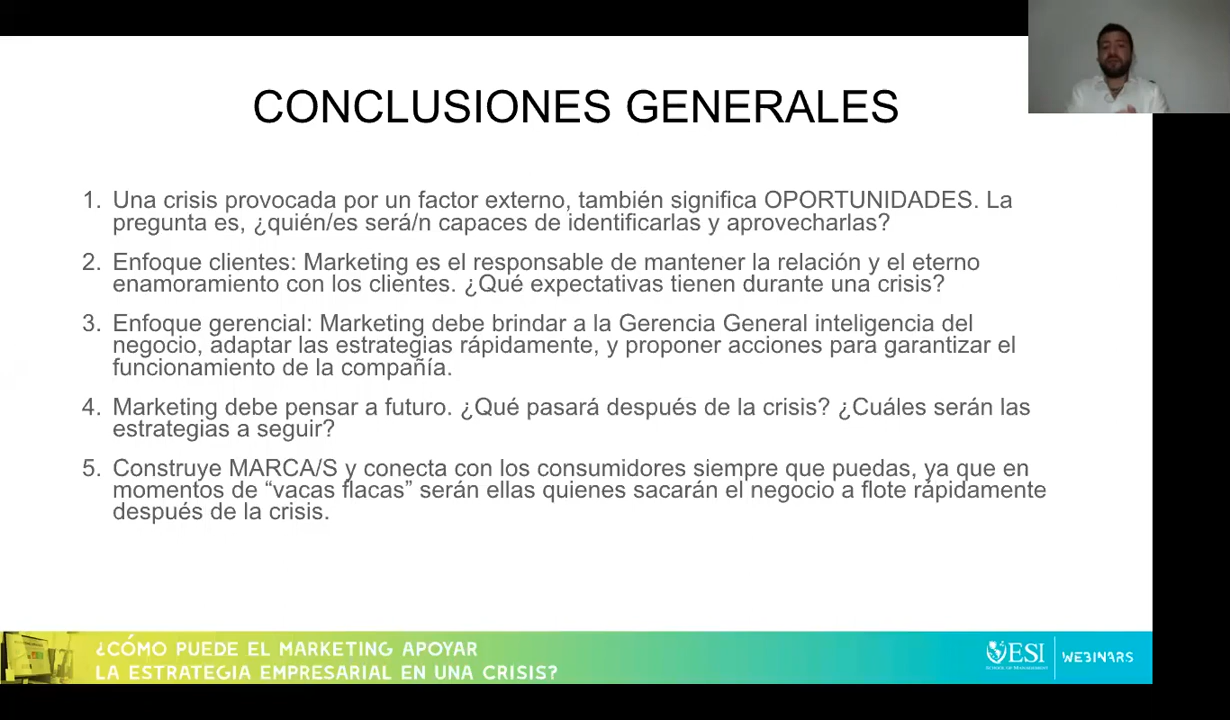 CONCLUSIONES GENERALES
1. Una crisis provocada por un factor externo, también significa OPORTUNIDADES. La
pregunta es, ¿quién/es será/n capaces de identificarlas y aprovecharlas?
2. Enfoque clientes: Marketing es el responsable de mantener la relación y el eterno
enamoramiento con los clientes. ¿Qué expectativas tienen durante una crisis?
3. Enfoque gerencial: Marketing debe brindar a la Gerencia General inteligencia del
negocio, adaptar las estrategias rápidamente, y proponer acciones para garantizar el
funcionamiento de la compañía.
4. Marketing debe pensar a futuro. ¿Qué pasará después de la crisis? ¿Cuáles serán las
estrategias a seguir?
5. Construye MARCA/S y conecta con los consumidores siempre que puedas, ya que en
momentos de “vacas flacas” serán ellas quienes sacarán el negocio a flote rápidamente
después de la crisis.
¿CÓMO PUEDE EL MARKETING APOYAR
LA ESTRATEGIA EMPRESARIAL EN UNA CRISIS?
ESI
SCHOOL OF MANAGEMENT
WEBINARS